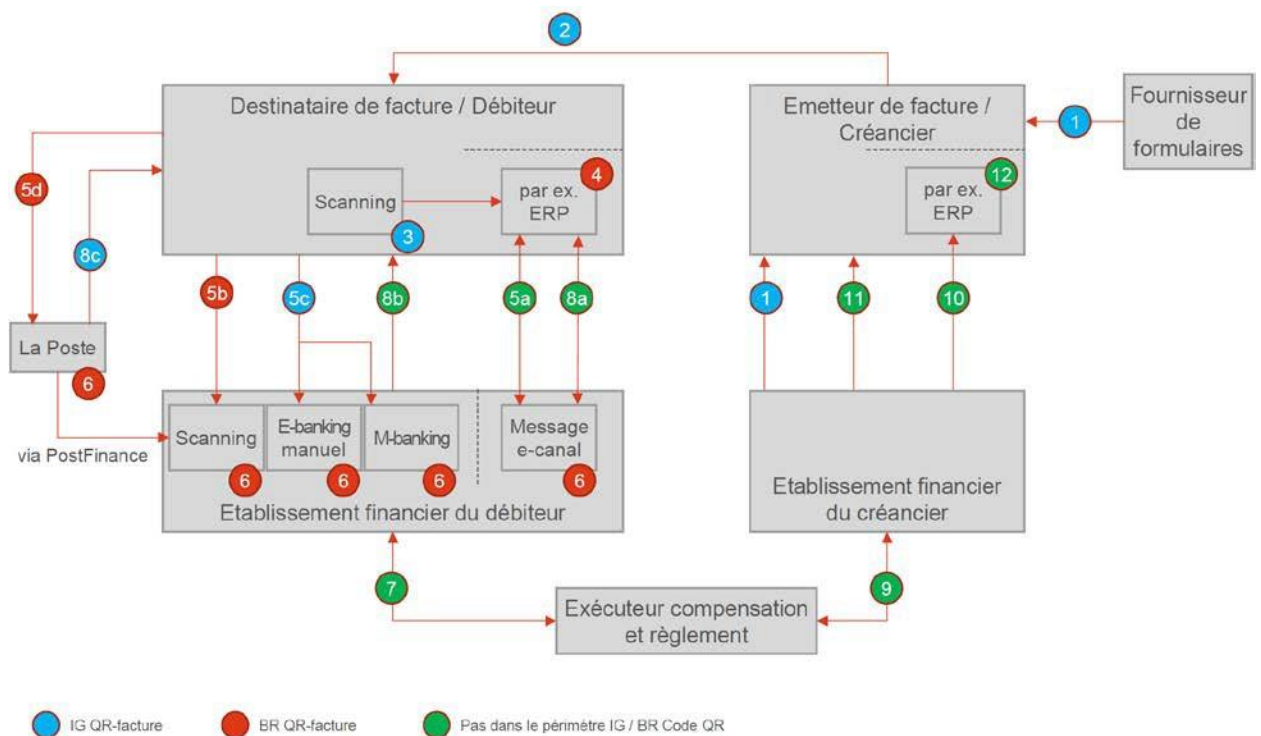 2
Destinataire de facture / Débiteur
Emetteur de facture /
Créancier
1
Fournisseur
de
formulaires
5d
8c
Scanning
3
par ex.
ERP
4
par ex.
ERP
12
5b
5c
8b
5a
8a
1
11
10
La Poste
6
via PostFinance
Scanning
6
E-banking
manuel
6
M-banking
6
Message
e-canal
6
Etablissement financier du débiteur
Etablissement financier
du créancier
7
9
Exécuteur compensation
et règlement
IG QR-facture
BR QR-facture
Pas dans le périmètre IG / BR Code QR